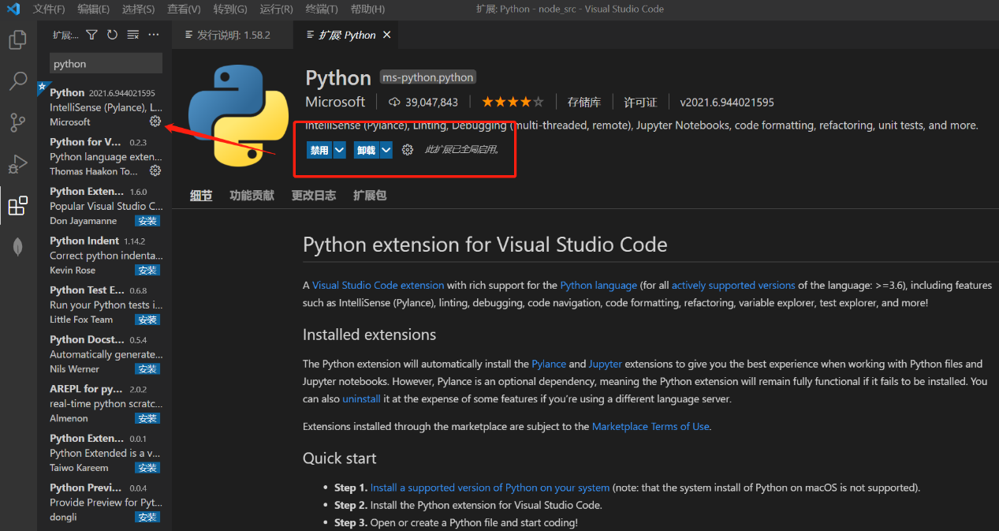 文件(F) 编辑(E) 选择(S) 查看(V) 转到(G) 运行(R) 终端(T) 帮助(H) 扩展: Python - node_src - Visual Studio Code
扩展:... ...
python
Python 2021.6.944021595
IntelliSense (Pylance), L...
Microsoft
Python for V... 0.2.3
Python language exten...
Thomas Haakon To...
Python Exten... 1.6.0
Popular Visual Studio C...
Don Jayamanne 安装
Python Indent 1.14.2
Correct python indenta...
Kevin Rose 安装
Python Test E... 0.6.8
Run your Python tests i...
Little Fox Team 安装
Python Docst... 0.5.4
Automatically generate...
Nils Werner 安装
AREPL for py... 2.0.2
real-time python scratc...
Almenon 安装
Python Exten... 0.0.1
Python Extended is a v...
Taiwo Kareem 安装
Python Previ... 0.0.4
Provide Preview for Pyt...
dongli 安装
发行说明: 1.58.2 扩展 Python
Python ms-python.python
Microsoft 39,047,843 存储库 许可证 v2021.6.944021595
IntelliSense (Pylance), Linting, Debugging (multi-threaded, remote), Jupyter Notebooks, code formatting, refactoring, unit tests, and more.
禁用 卸载 此扩展已全局启用。
细节 功能贡献 更改日志 扩展包
Python extension for Visual Studio Code
A Visual Studio Code extension with rich support for the Python language (for all actively supported versions of the language: >=3.6), including features
such as IntelliSense (Pylance), linting, debugging, code navigation, code formatting, refactoring, variable explorer, test explorer, and more!
Installed extensions
The Python extension will automatically install the Pylance and Jupyter extensions to give you the best experience when working with Python files and
Jupyter notebooks. However, Pylance is an optional dependency, meaning the Python extension will remain fully functional if it fails to be installed. You
can also uninstall it at the expense of some features if you're using a different language server.
Extensions installed through the marketplace are subject to the Marketplace Terms of Use.
Quick start
• Step 1. Install a supported version of Python on your system (note: that the system install of Python on macOS is not supported).
• Step 2. Install the Python extension for Visual Studio Code.
• Step 3. Open or create a Python file and start coding!